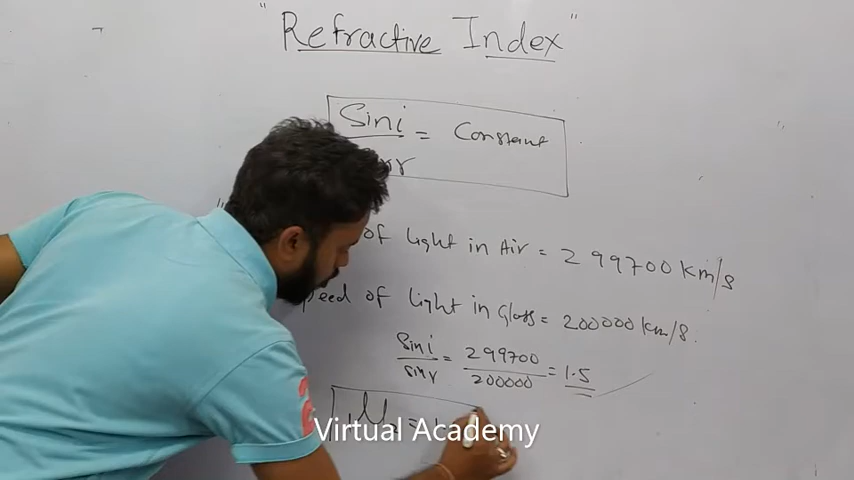 "Refractive Index"
Sini = Constant
of light in Air = 299700 km/s
peed of light in Glass = 200000 km/s.
Sini = 299700 = 1.5
sinr 200000
Virtual Academy